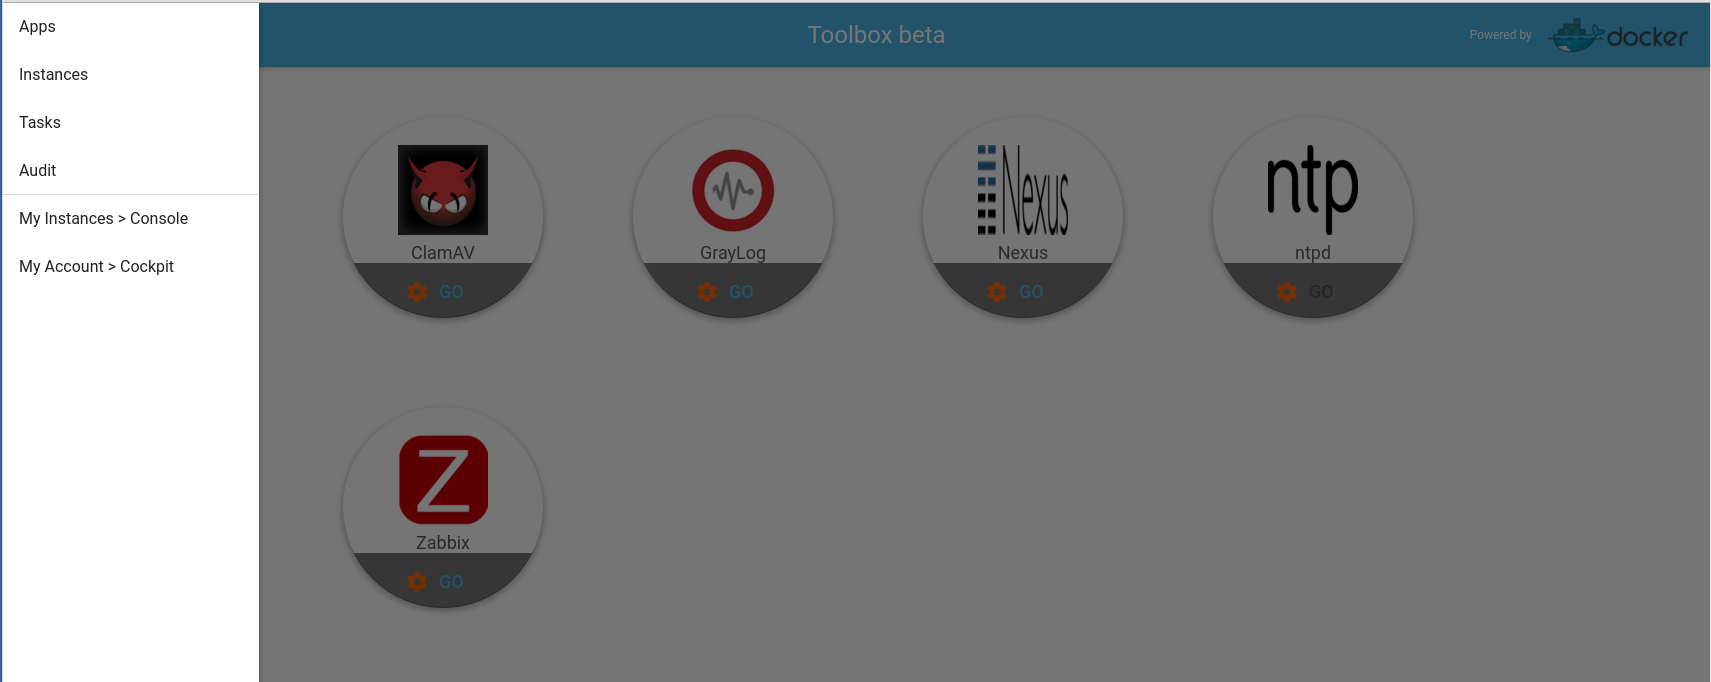 Apps
Instances
Tasks
Audit
My Instances > Console
My Account > Cockpit
Toolbox beta
Powered by docker
Nexus
ntp
ClamAV
GrayLog
Nexus
ntpd
GO
GO
GO
GO
Z
Zabbix
GO